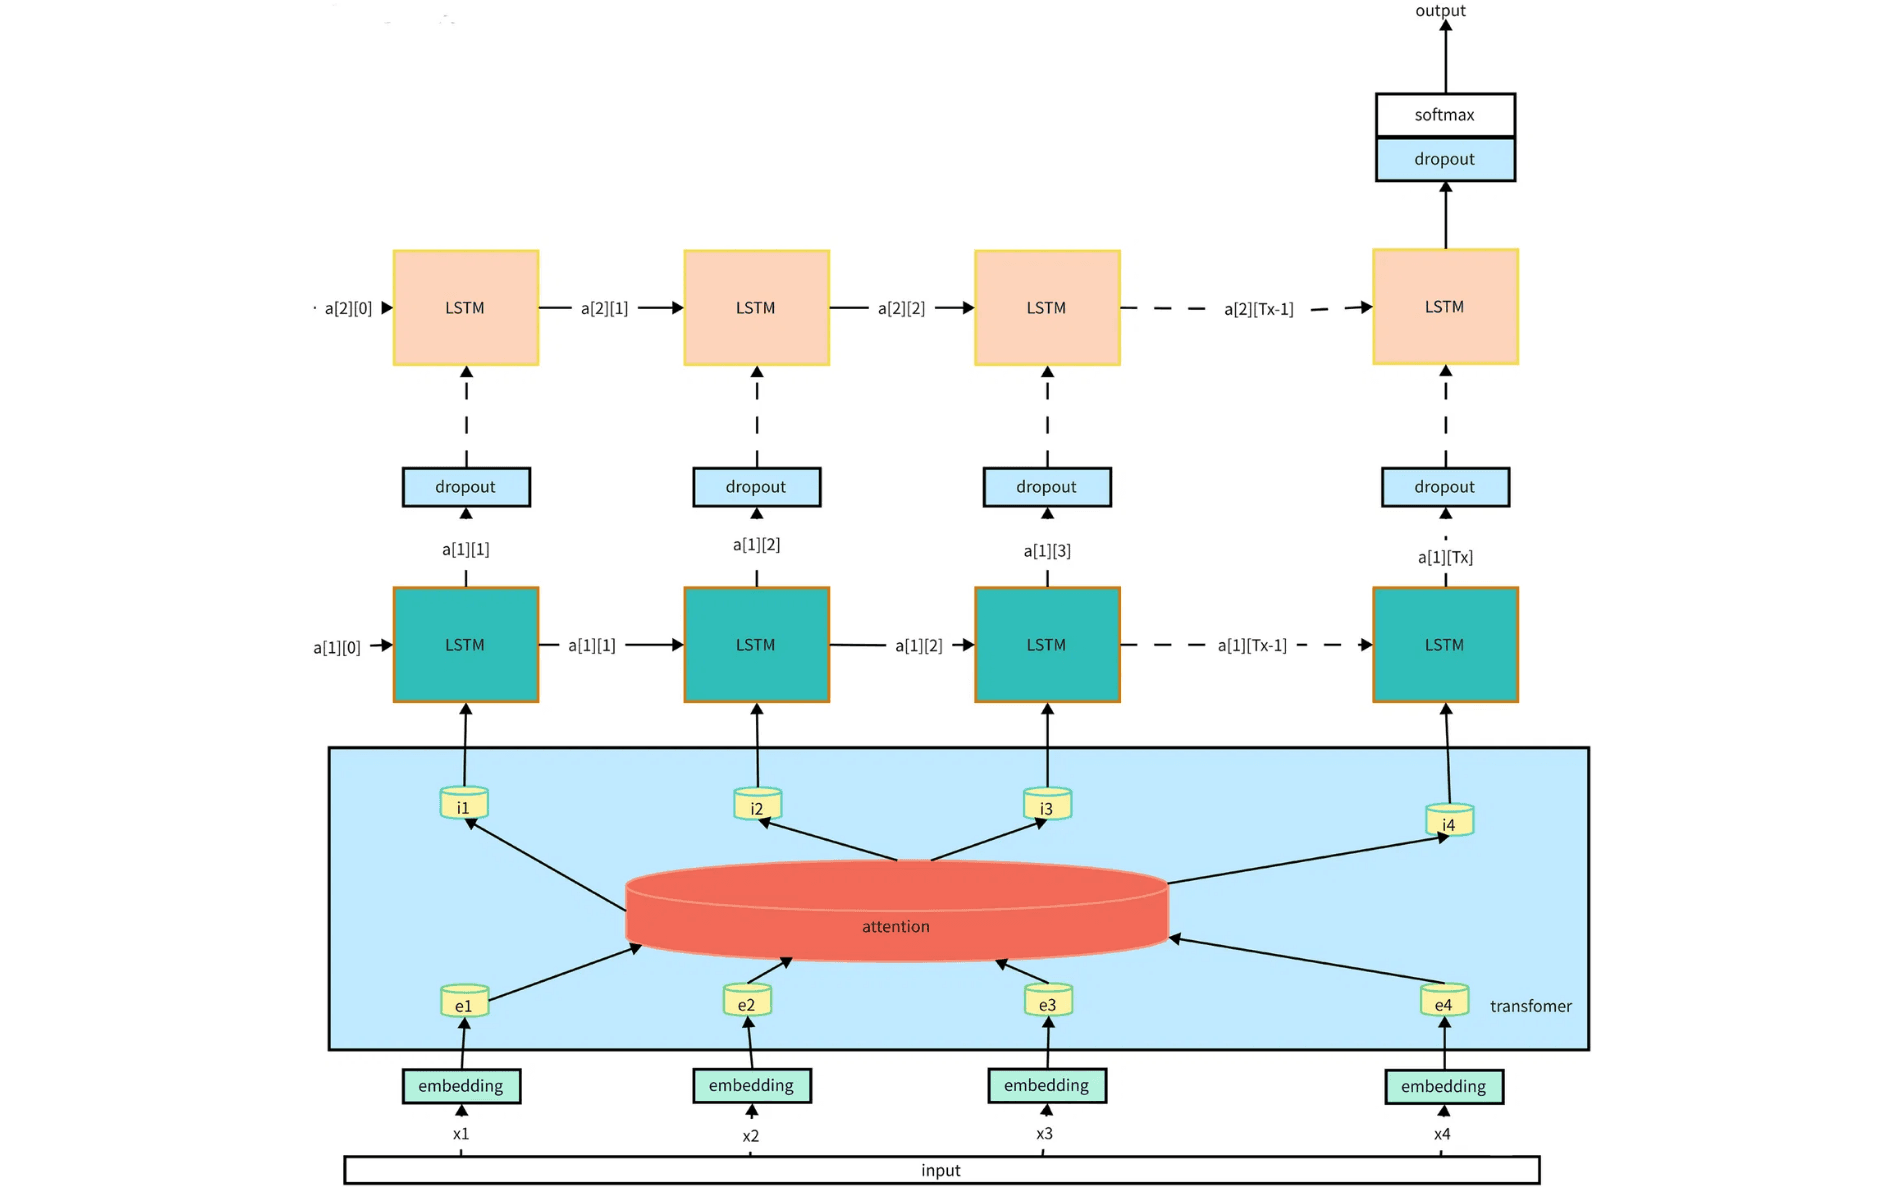 output
softmax
dropout
a[2][0]
LSTM
a[2][1]
LSTM
a[2][2]
LSTM
a[2][Tx-1]
LSTM
dropout
dropout
dropout
dropout
a[1][1]
a[1][2]
a[1][3]
a[1][Tx]
a[1][0]
LSTM
a[1][1]
LSTM
a[1][2]
LSTM
a[1][Tx-1]
LSTM
i1
i2
i3
i4
attention
e1
e2
e3
e4
transfomer
embedding
embedding
embedding
embedding
x1
x2
x3
x4
input